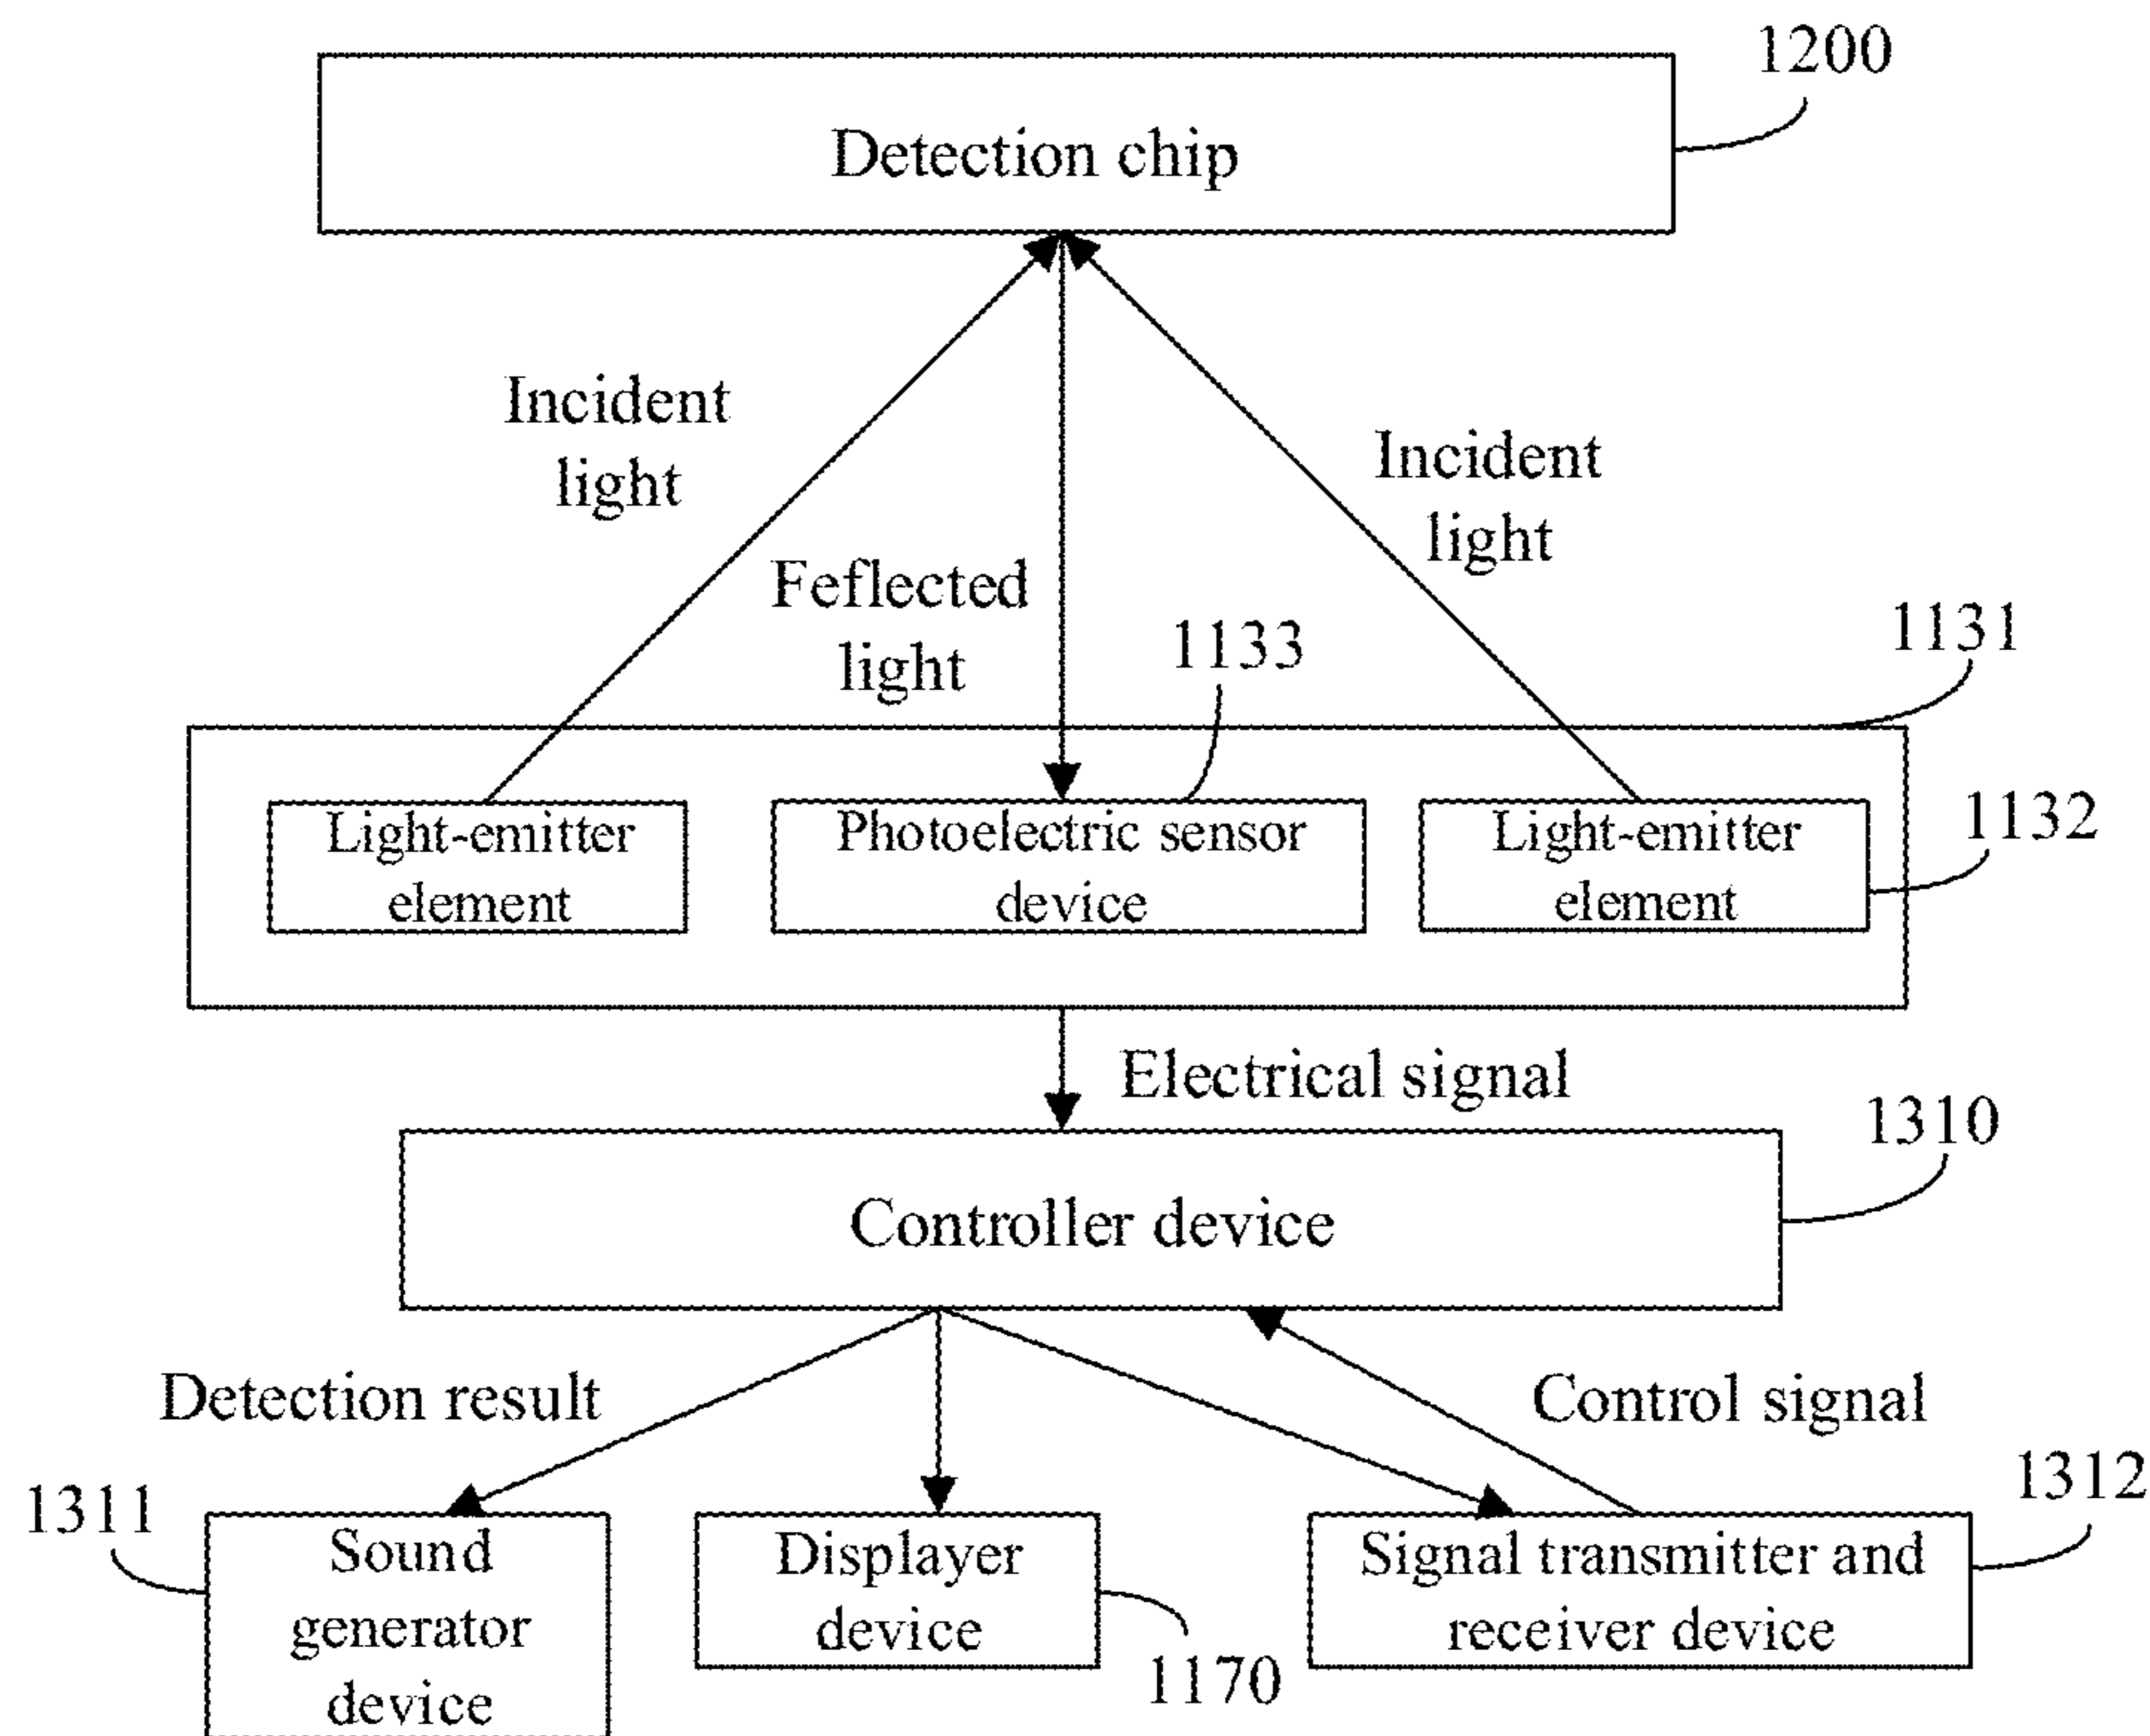 1200
Detection chip
Incident
light
Incident
light
Feflected
light
1133
1131
Light-emitter
element
Photoelectric sensor
device
Light-emitter
element
1132
Electrical signal
1310
Controller device
Detection result
Control signal
1311
Sound
generator
device
Displayer
device
1170
Signal transmitter and
receiver device
1312